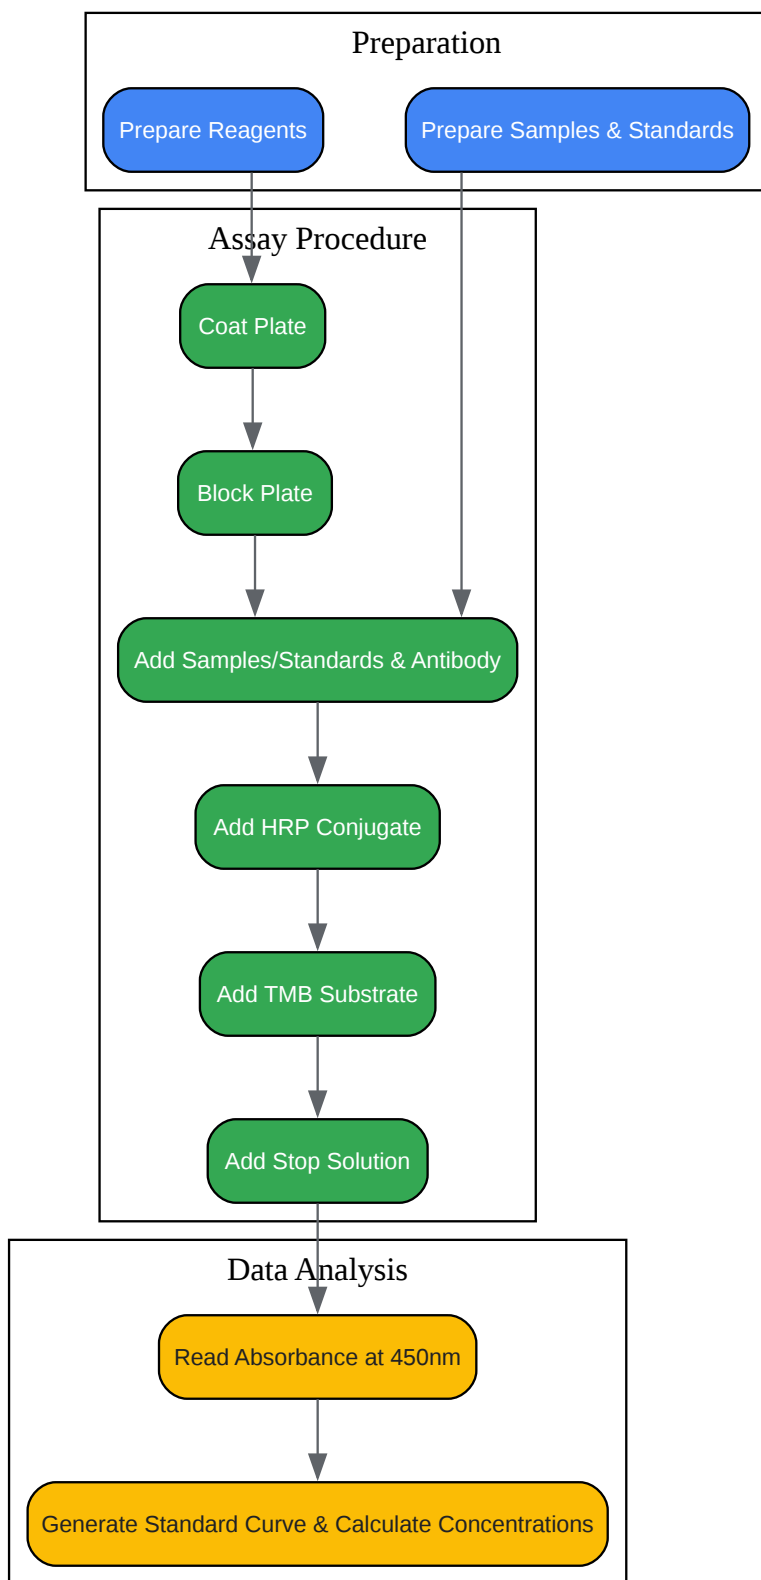 Preparation
Prepare Reagents
Prepare Samples & Standards
Assay Procedure
Coat Plate
Block Plate
Add Samples/Standards & Antibody
Add HRP Conjugate
Add TMB Substrate
Add Stop Solution
Data Analysis
Read Absorbance at 450nm
Generate Standard Curve & Calculate Concentrations